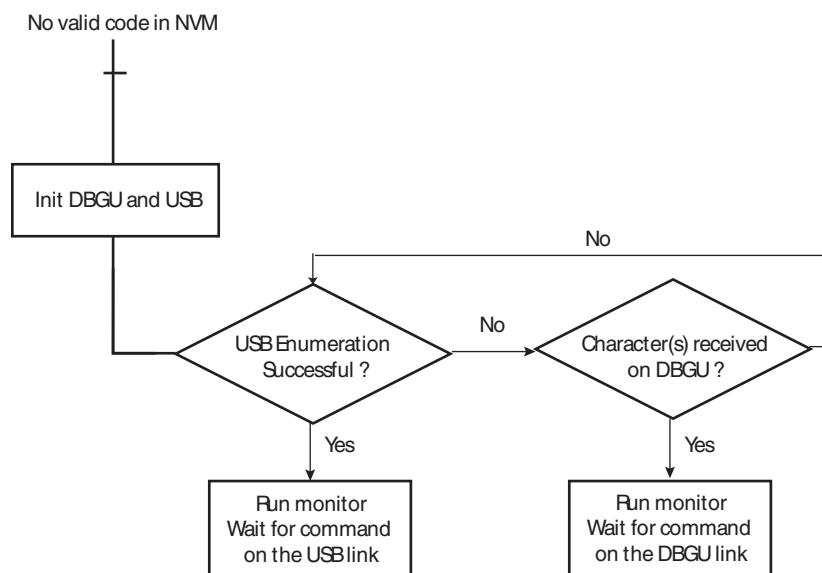 No valid code in NVM
Init DBGU and USB
No
USB Enumeration
Successful ?
No
Character(s) received
on DBGU ?
Yes
Yes
Run monitor
Wait for command
on the USB link
Run monitor
Wait for command
on the DBGU link